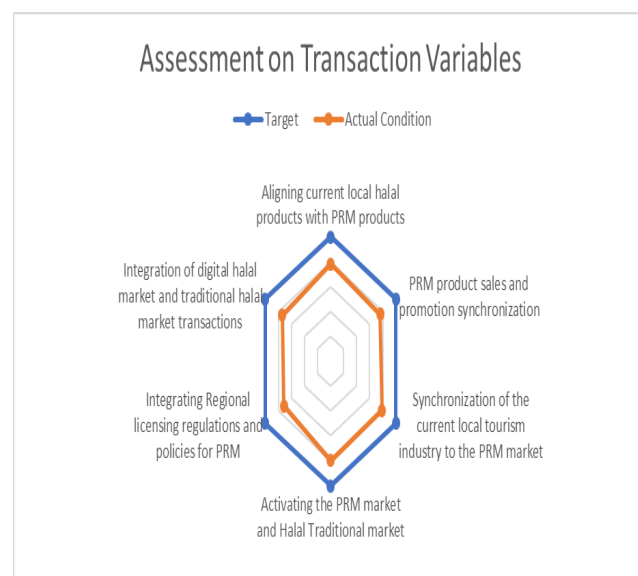 Assessment on Transaction Variables
Target
Actual Condition
Aligning current local halal
products with PRM products
PRM product sales and
promotion synchronization
Synchronization of the
current local tourism
industry to the PRM market
Activating the PRM market
and Halal Traditional market
Integrating Regional
licensing regulations and
policies for PRM
Integration of digital halal
market and traditional halal
market transactions